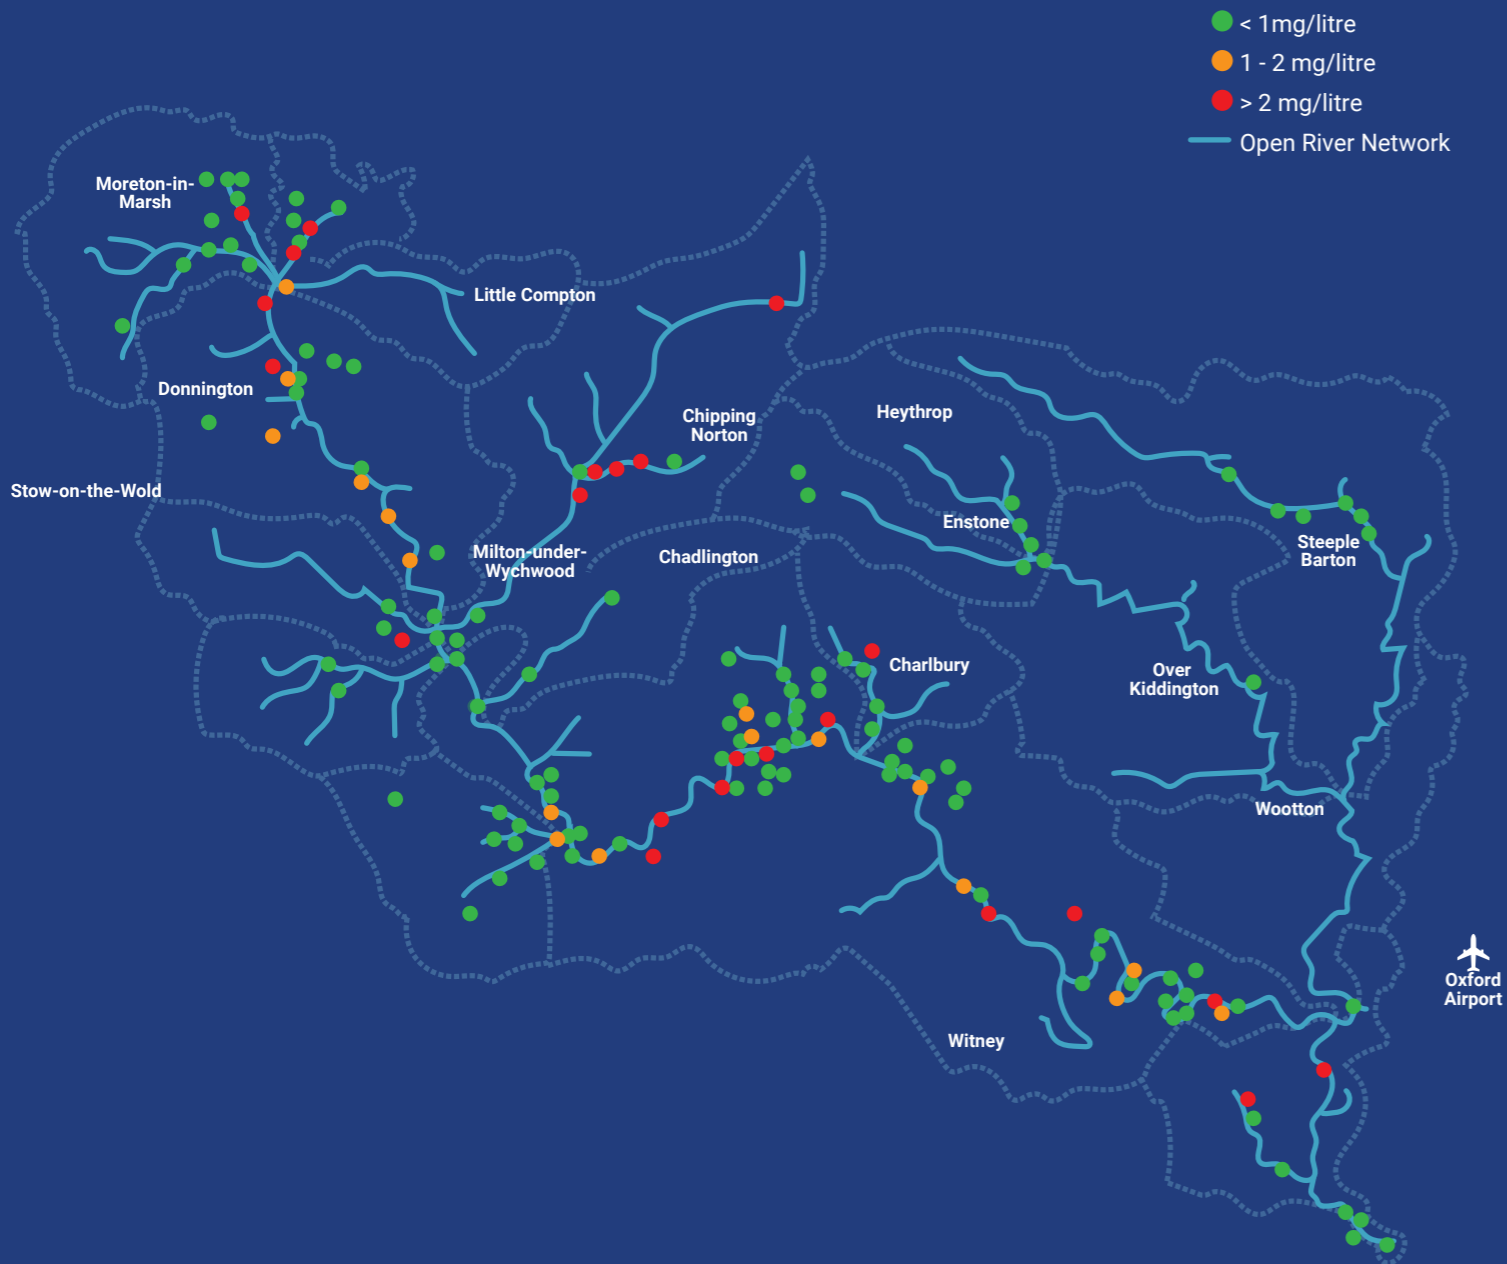 < 1mg/litre
1 - 2 mg/litre
> 2 mg/litre
Open River Network
Moreton-in-
Marsh
Little Compton
Donnington
Chipping
Norton
Heythrop
Stow-on-the-Wold
Enstone
Steeple
Barton
Milton-under-
Wychwood
Chadlington
Charlbury
Over
Kiddington
Wootton
Oxford
Airport
Witney